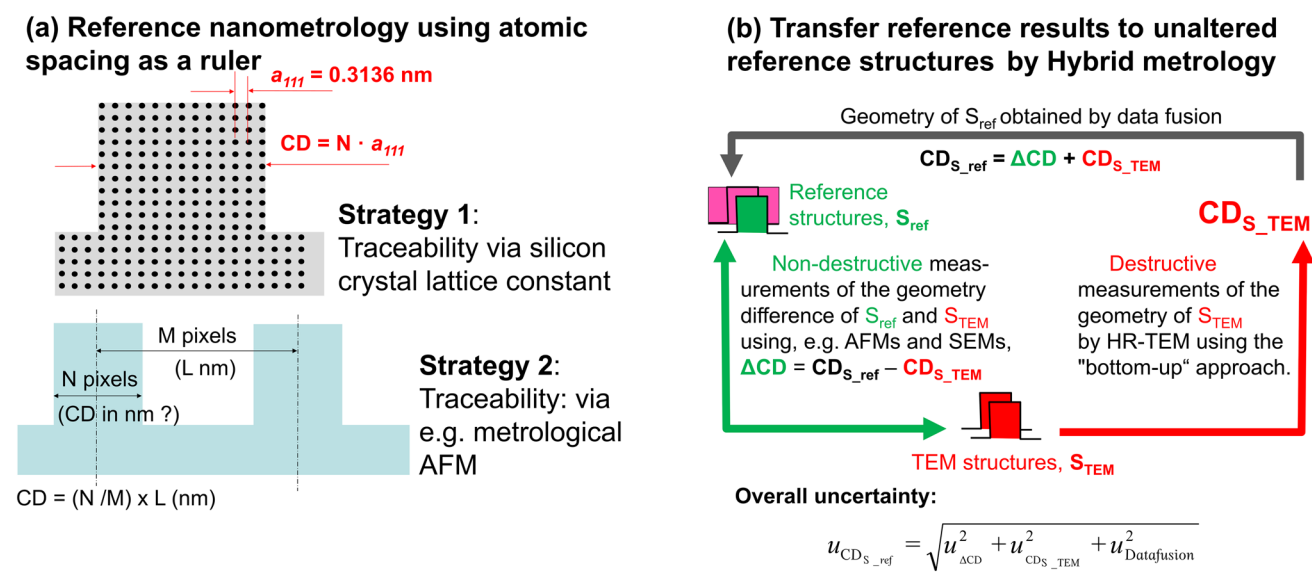 (a) Reference nanometrology using atomic
spacing as a ruler
a111 = 0.3136 nm
CD = N · a111
Strategy 1:
Traceability via silicon
crystal lattice constant
M pixels
(L nm)
N pixels
(CD in nm ?)
Strategy 2:
Traceability: via
e.g. metrological
AFM
CD = (N /M) x L (nm)
(b) Transfer reference results to unaltered
reference structures by Hybrid metrology
Geometry of Sref obtained by data fusion
CDS_ref = ΔCD + CDS_TEM
Reference
structures, Sref
CDS_TEM
Non-destructive meas-
urements of the geometry
difference of Sref and STEM
using, e.g. AFMs and SEMs,
ΔCD = CDS_ref – CDS_TEM
Destructive
measurements of the
geometry of STEM
by HR-TEM using the
"bottom-up“ approach.
TEM structures, STEM
Overall uncertainty:
uCDS_ref = √u²ΔCD + u²CDS_TEM + u²Datafusion